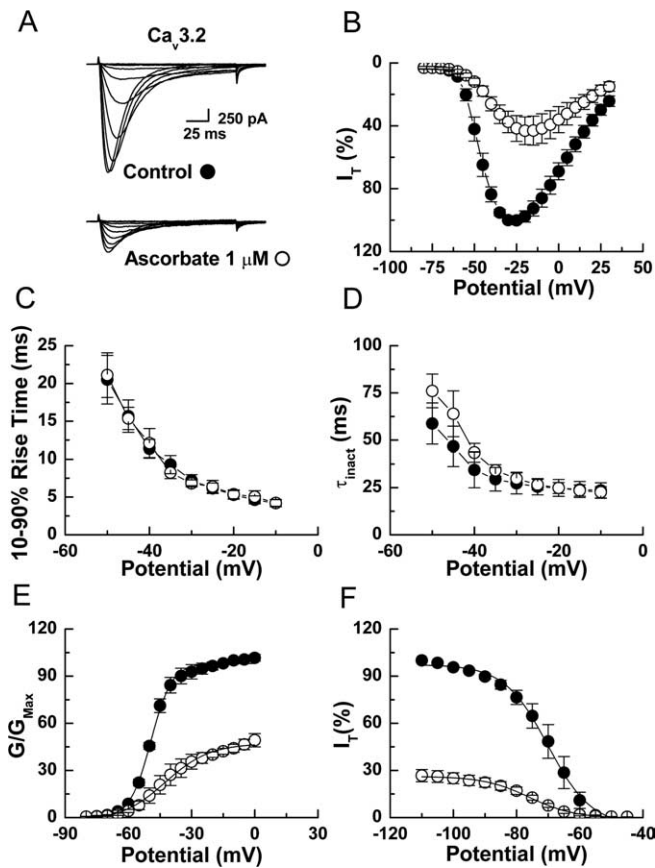 A
Cav3.2
250 pA
25 ms
Control ●
Ascorbate 1 μM ○
B
IT (%)
0
40
80
120
-100 -75 -50 -25 0 25 50
Potential (mV)
C
10-90% Rise Time (ms)
25
20
15
10
5
0
-60 -40 -20 0
Potential (mV)
D
τinact (ms)
100
75
50
25
0
-60 -40 -20 0
Potential (mV)
E
G/GMax
120
90
60
30
0
-90 -60 -30 0 30
Potential (mV)
F
IT(%)
120
90
60
30
0
-120 -100 -80 -60 -40
Potential (mV)